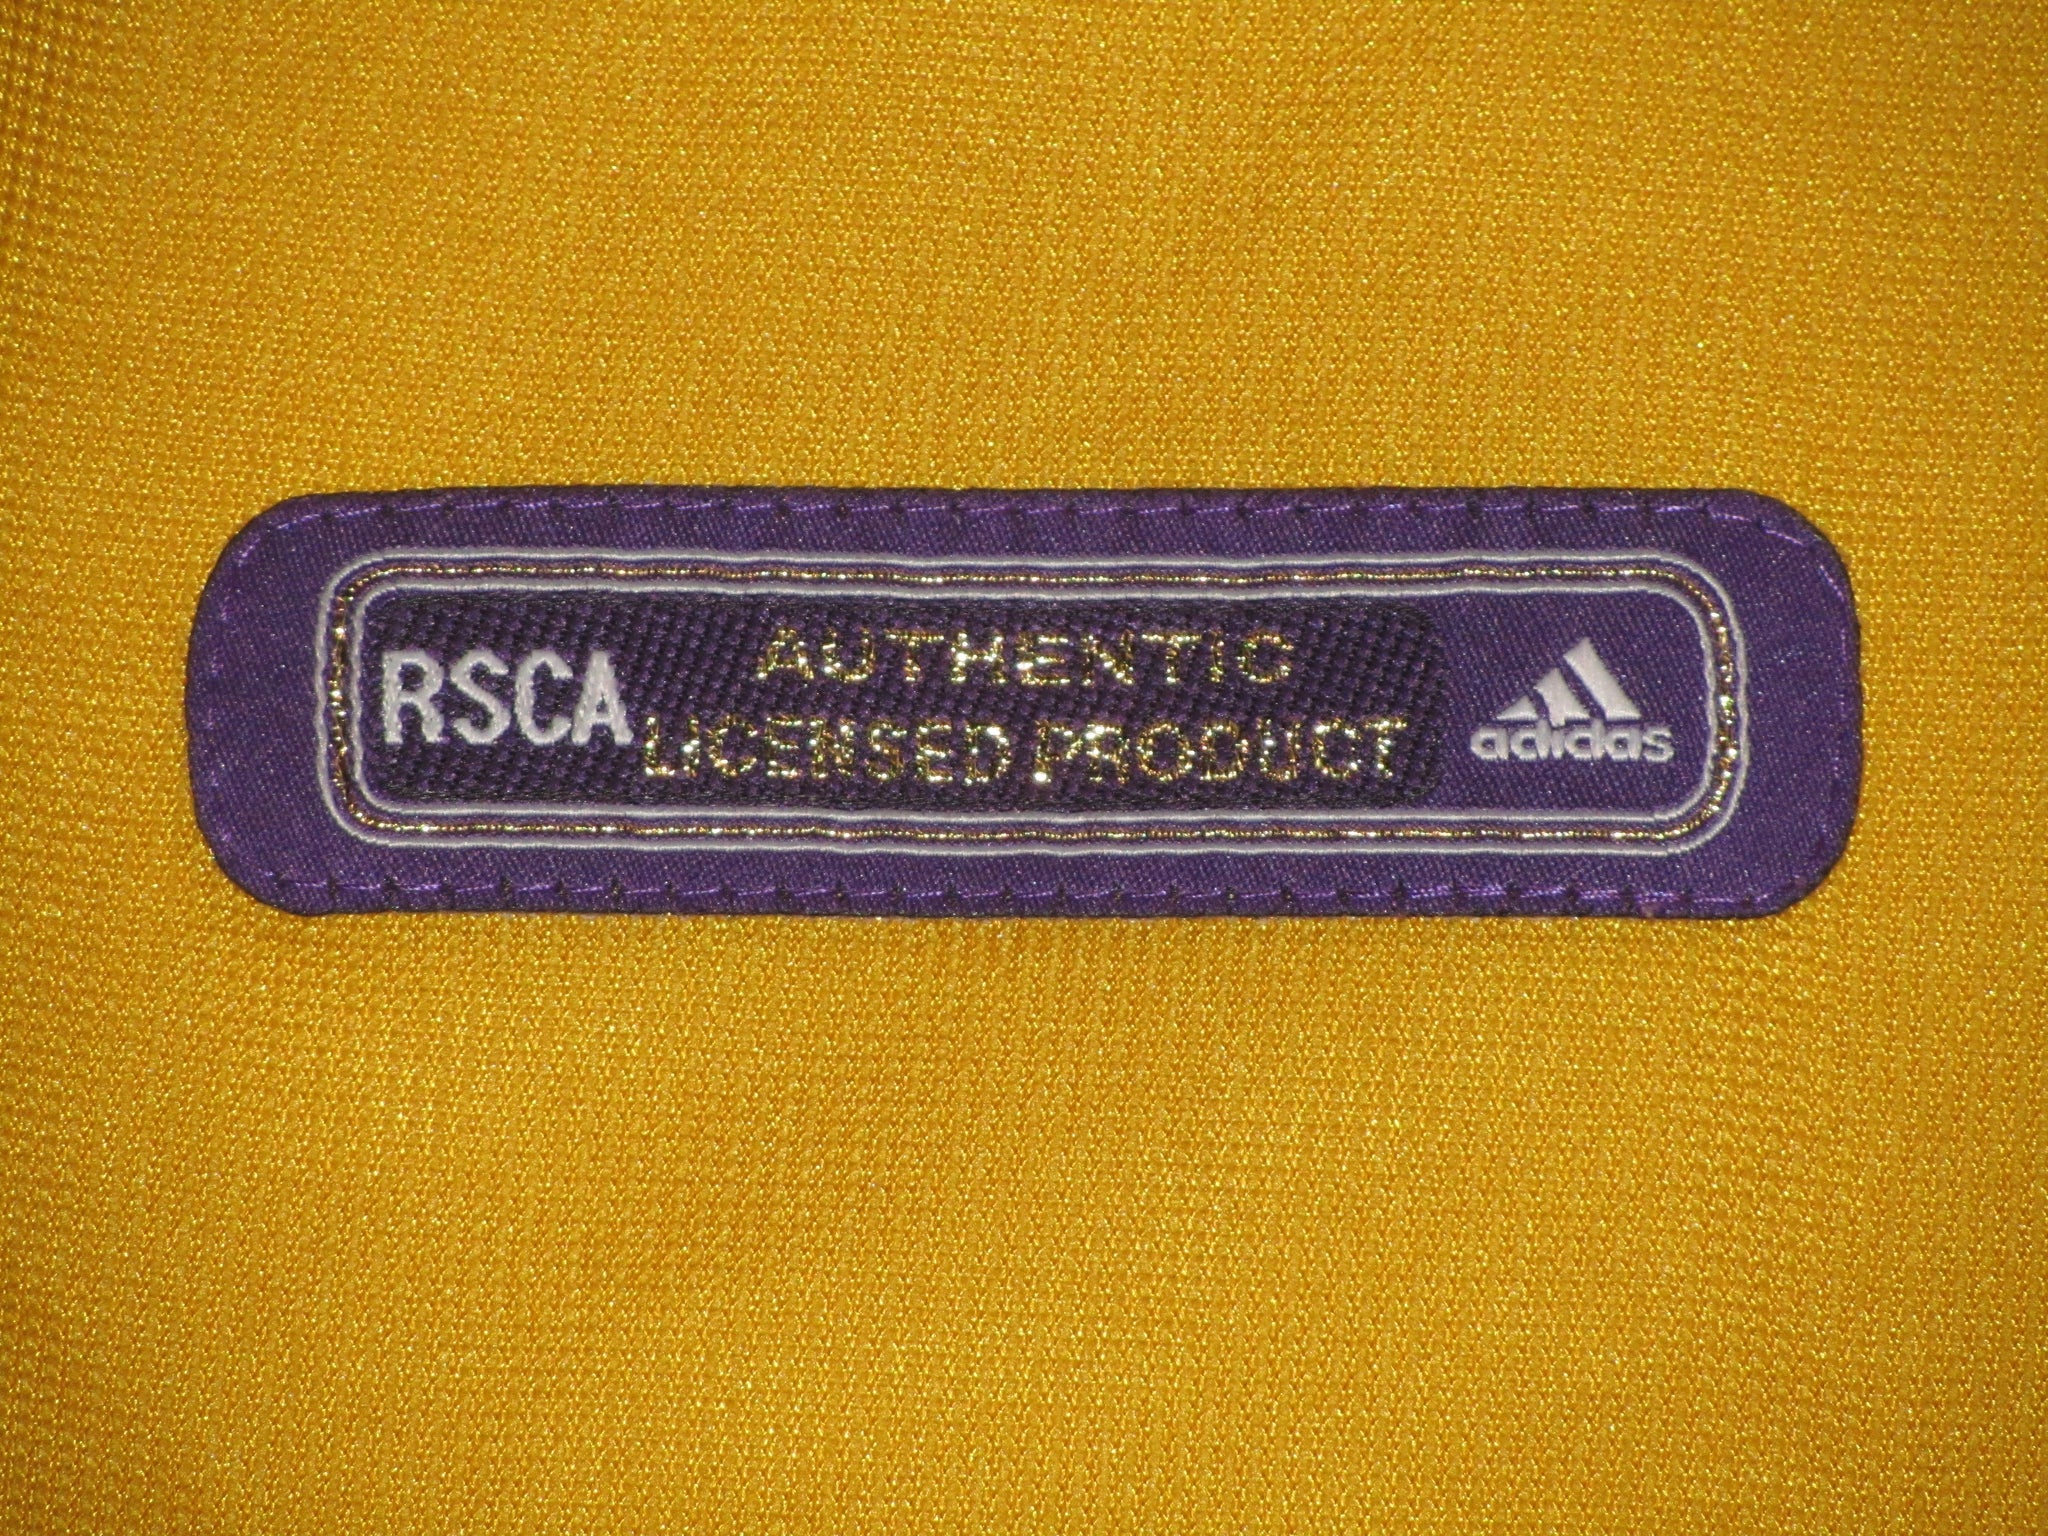 RSCA
AUTHENTIC
LICENSED PRODUCT
adidas